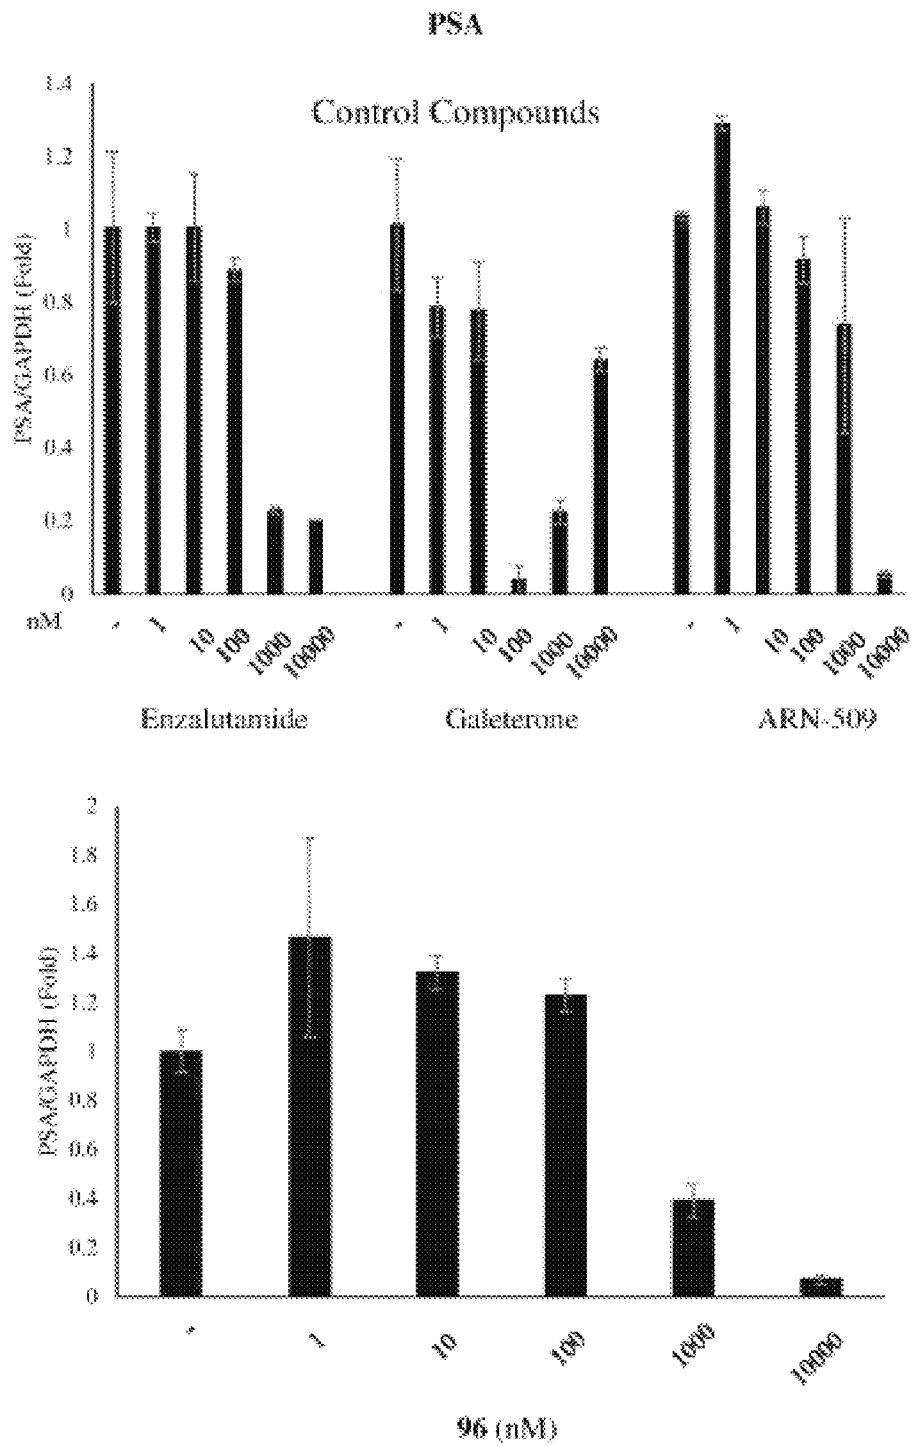 PSA
Control Compounds
PSA/GAPDH (Fold)
1.4
1.2
1
0.8
0.6
0.4
0.2
0
nM
- 1 10 100 1000 10000 - 1 10 100 1000 10000 - 1 10 100 1000 10000
Enzalutamide Galeterone ARN-509
PSA/GAPDH (Fold)
2
1.8
1.6
1.4
1.2
1
0.8
0.6
0.4
0.2
0
- 1 10 100 1000 10000
96 (nM)